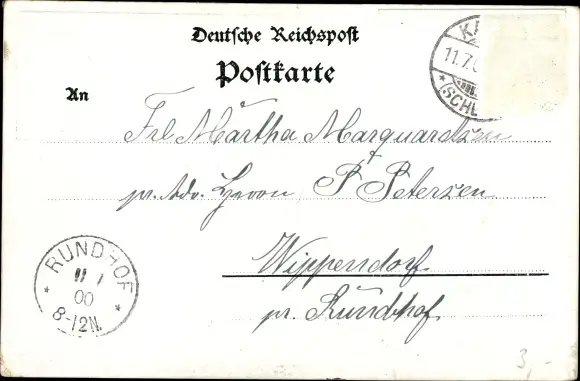 Deutsche Reichspost
Postkarte
An
11.7.
Frl Martha Marquardsen
pr. Adr. Herrn P Petersen
Wippendorf
pr. Rundhof
RUNDHOF
00
8-12N.
3,-